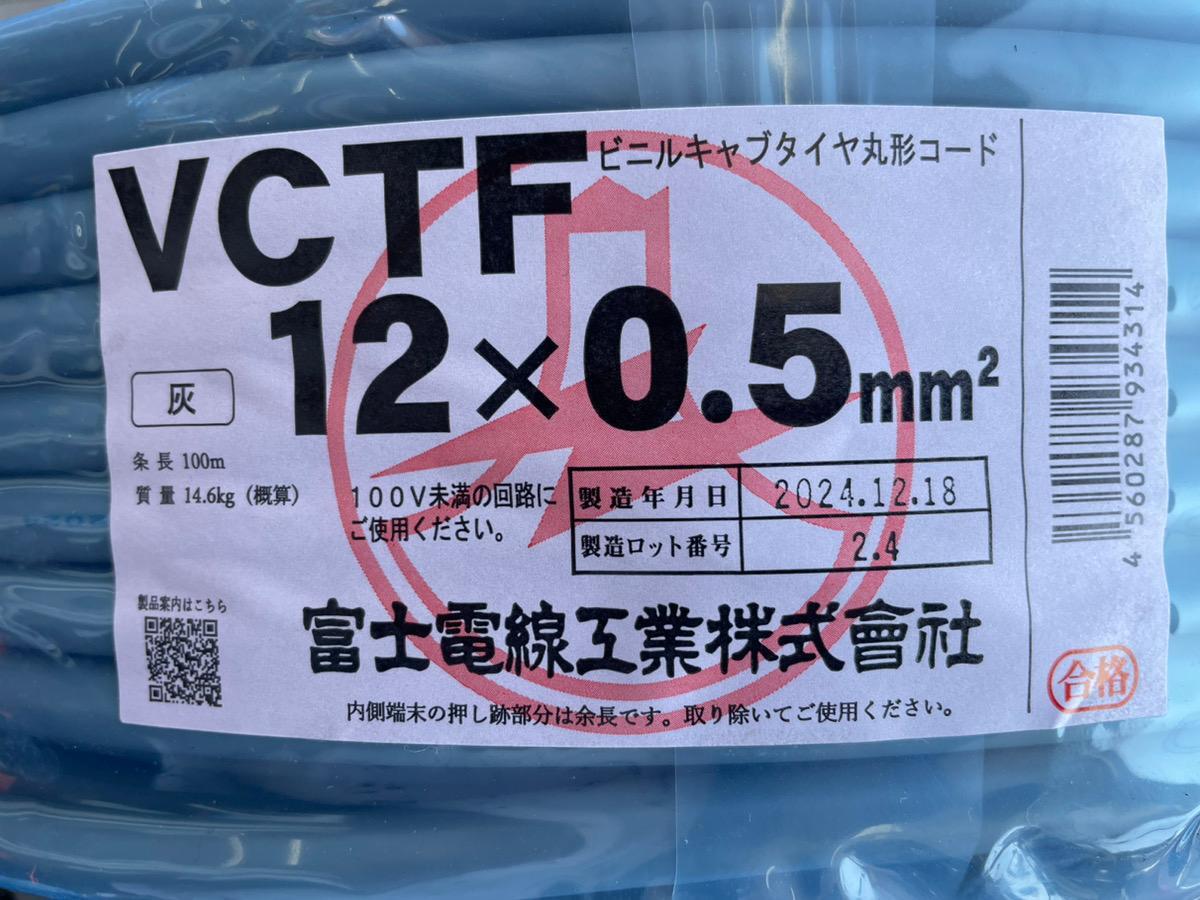 VCTF ビニルキャブタイヤ丸形コード
12×0.5mm²
灰
条長 100m
質量 14.6kg（概算）
100V未満の回路に
ご使用ください。
製造年月日 2024.12.18
製造ロット番号 2.4
製品案内はこちら
富士電線工業株式會社
内側端末の押し跡部分は余長です。取り除いてご使用ください。
4560287934314
合格